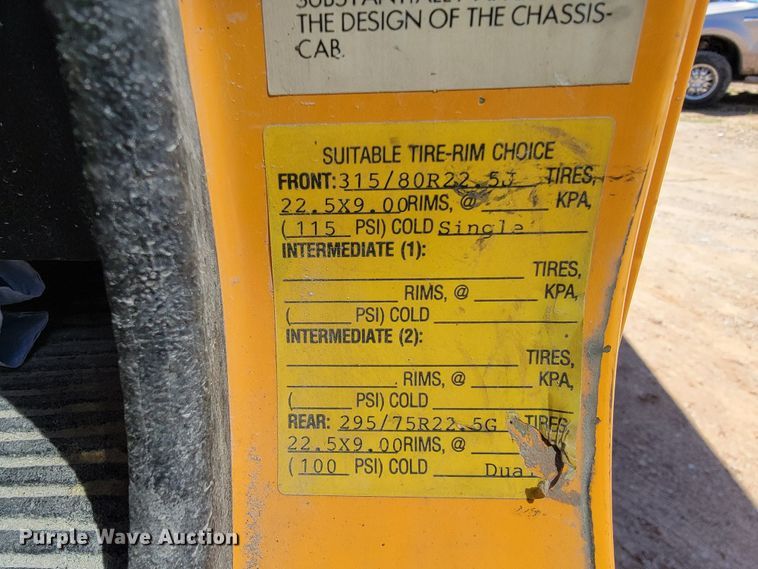 THE DESIGN OF THE CHASSIS-
CAB.
SUITABLE TIRE-RIM CHOICE
FRONT: 315/80R22.5J TIRES,
22.5X9.00 RIMS, @ KPA,
(115 PSI) COLD Single
INTERMEDIATE (1):
TIRES,
RIMS, @ KPA,
( PSI) COLD
INTERMEDIATE (2):
TIRES,
RIMS, @ KPA,
( PSI) COLD
REAR: 295/75R22.5G TIRES,
22.5X9.00 RIMS, @
(100 PSI) COLD Dua
Purple Wave Auction